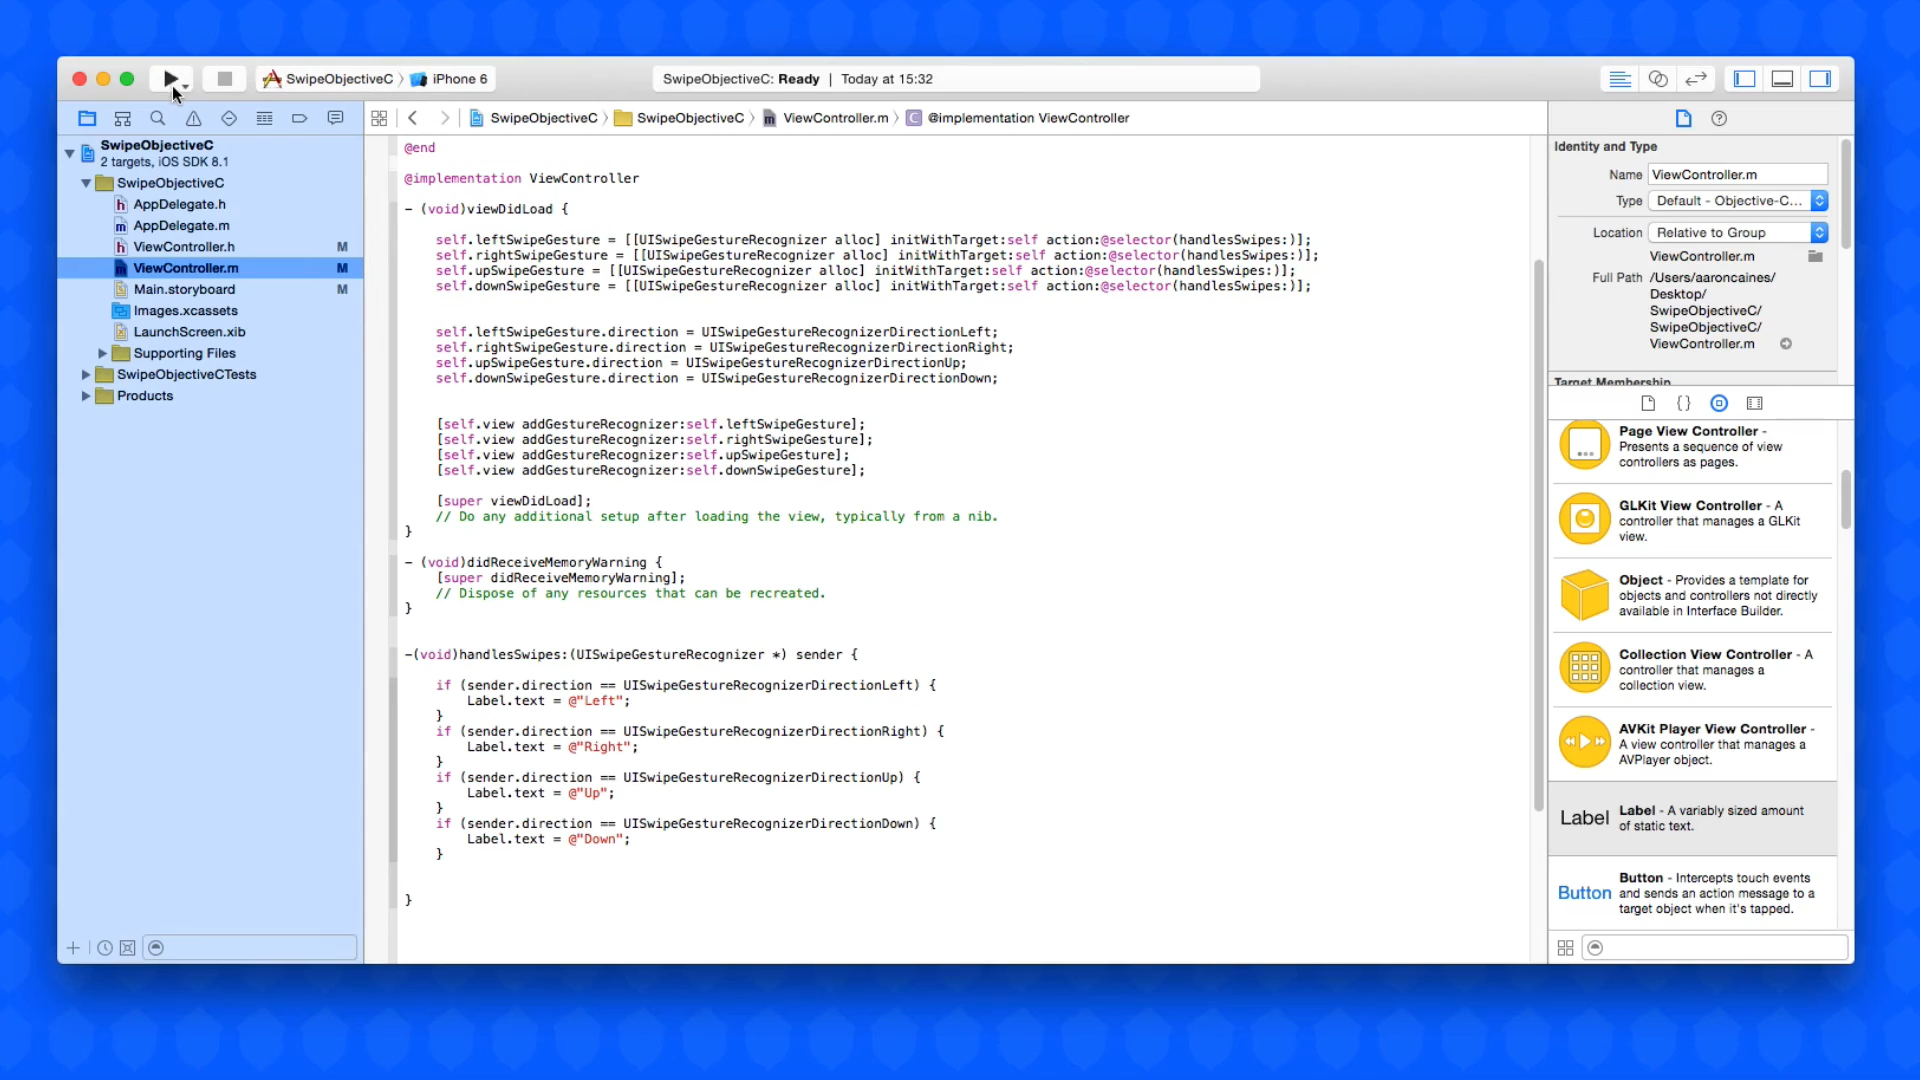 SwipeObjectiveC iPhone 6
SwipeObjectiveC: Ready | Today at 15:32
SwipeObjectiveC
2 targets, iOS SDK 8.1
SwipeObjectiveC
AppDelegate.h
AppDelegate.m
ViewController.h M
ViewController.m M
Main.storyboard M
Images.xcassets
LaunchScreen.xib
Supporting Files
SwipeObjectiveCTests
Products
SwipeObjectiveC SwipeObjectiveC ViewController.m C @implementation ViewController
@end
@implementation ViewController
- (void)viewDidLoad {
self.leftSwipeGesture = [[UISwipeGestureRecognizer alloc] initWithTarget:self action:@selector(handlesSwipes:)];
self.rightSwipeGesture = [[UISwipeGestureRecognizer alloc] initWithTarget:self action:@selector(handlesSwipes:)];
self.upSwipeGesture = [[UISwipeGestureRecognizer alloc] initWithTarget:self action:@selector(handlesSwipes:)];
self.downSwipeGesture = [[UISwipeGestureRecognizer alloc] initWithTarget:self action:@selector(handlesSwipes:)];
self.leftSwipeGesture.direction = UISwipeGestureRecognizerDirectionLeft;
self.rightSwipeGesture.direction = UISwipeGestureRecognizerDirectionRight;
self.upSwipeGesture.direction = UISwipeGestureRecognizerDirectionUp;
self.downSwipeGesture.direction = UISwipeGestureRecognizerDirectionDown;
[self.view addGestureRecognizer:self.leftSwipeGesture];
[self.view addGestureRecognizer:self.rightSwipeGesture];
[self.view addGestureRecognizer:self.upSwipeGesture];
[self.view addGestureRecognizer:self.downSwipeGesture];
[super viewDidLoad];
// Do any additional setup after loading the view, typically from a nib.
}
- (void)didReceiveMemoryWarning {
[super didReceiveMemoryWarning];
// Dispose of any resources that can be recreated.
}
-(void)handlesSwipes:(UISwipeGestureRecognizer *) sender {
if (sender.direction == UISwipeGestureRecognizerDirectionLeft) {
Label.text = @"Left";
}
if (sender.direction == UISwipeGestureRecognizerDirectionRight) {
Label.text = @"Right";
}
if (sender.direction == UISwipeGestureRecognizerDirectionUp) {
Label.text = @"Up";
}
if (sender.direction == UISwipeGestureRecognizerDirectionDown) {
Label.text = @"Down";
}
}
Identity and Type
Name ViewController.m
Type Default - Objective-C...
Location Relative to Group
ViewController.m
Full Path /Users/aaroncaines/
Desktop/
SwipeObjectiveC/
SwipeObjectiveC/
ViewController.m
Target Membership
Page View Controller -
Presents a sequence of view
controllers as pages.
GLKit View Controller - A
controller that manages a GLKit
view.
Object - Provides a template for
objects and controllers not directly
available in Interface Builder.
Collection View Controller - A
controller that manages a
collection view.
AVKit Player View Controller -
A view controller that manages a
AVPlayer object.
Label Label - A variably sized amount
of static text.
Button Button - Intercepts touch events
and sends an action message to a
target object when it's tapped.